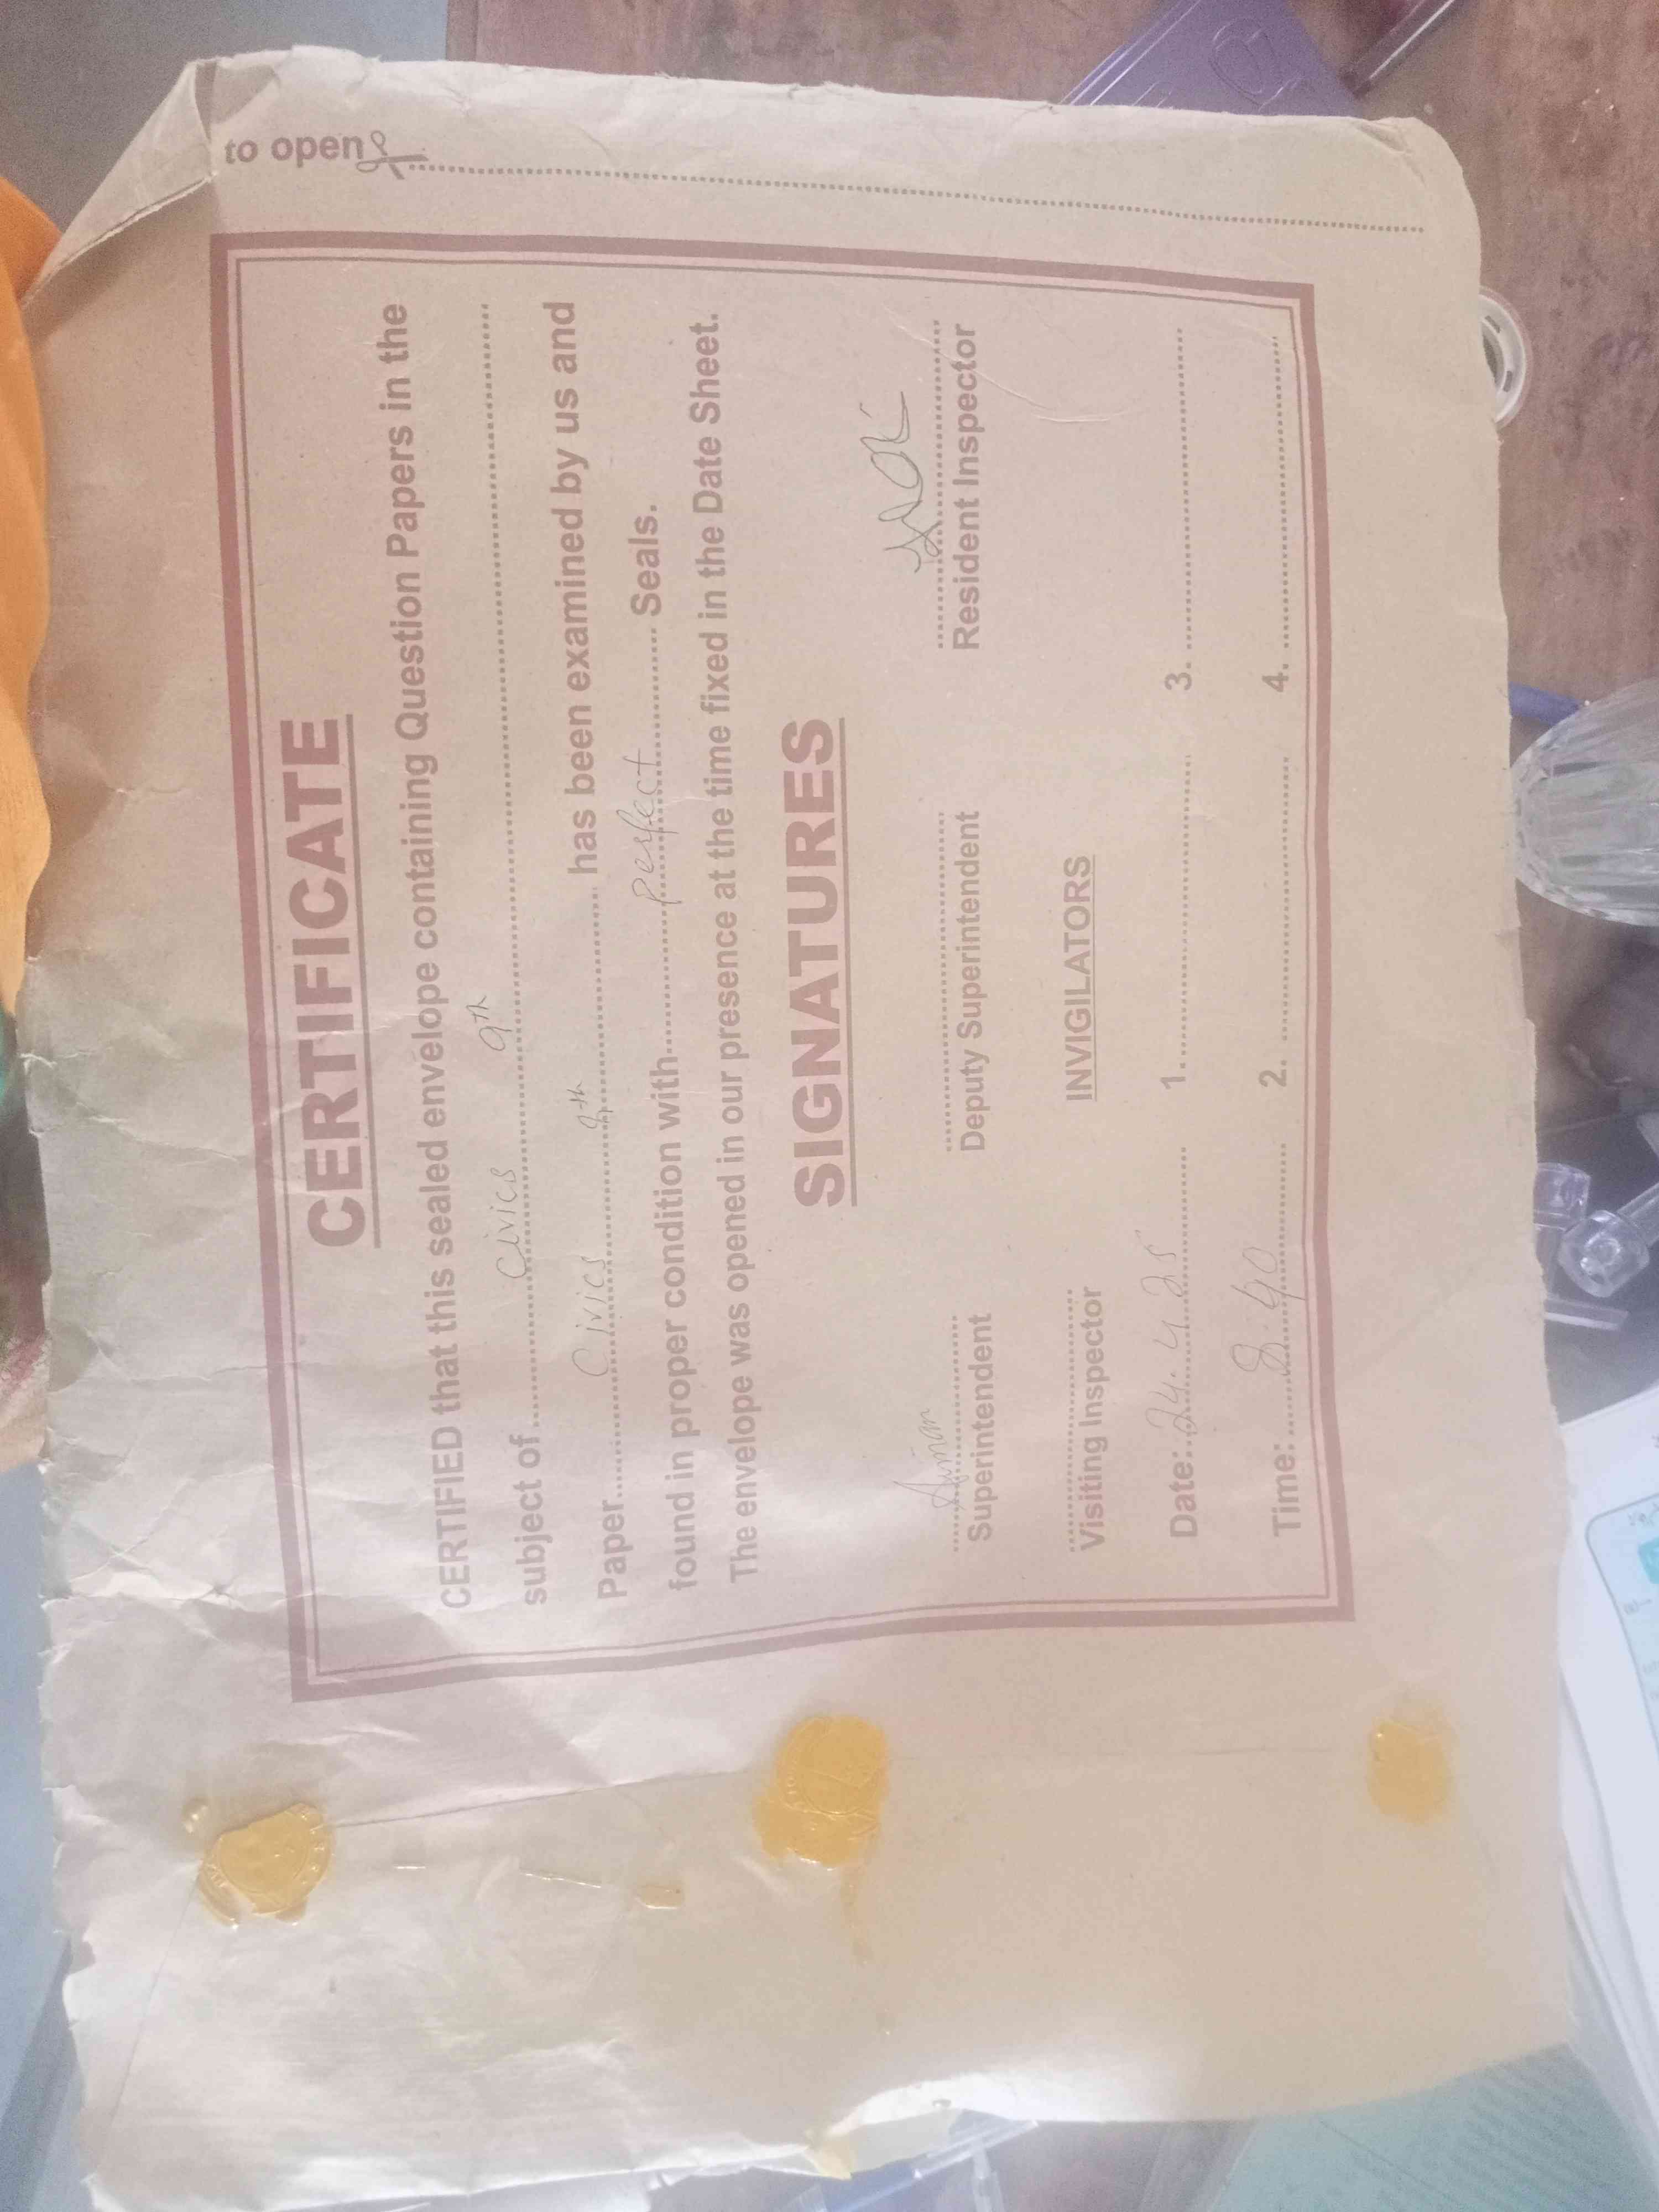 to open
CERTIFICATE
CERTIFIED that this sealed envelope containing Question Papers in the
subject of Civics 9th
Paper Civics 9th has been examined by us and
found in proper condition with perfect Seals.
The envelope was opened in our presence at the time fixed in the Date Sheet.
SIGNATURES
Superintendent Deputy Superintendent Resident Inspector
Visiting Inspector INVIGILATORS
Date: 24.4.25 1. 3.
Time: 8.40 2. 4.